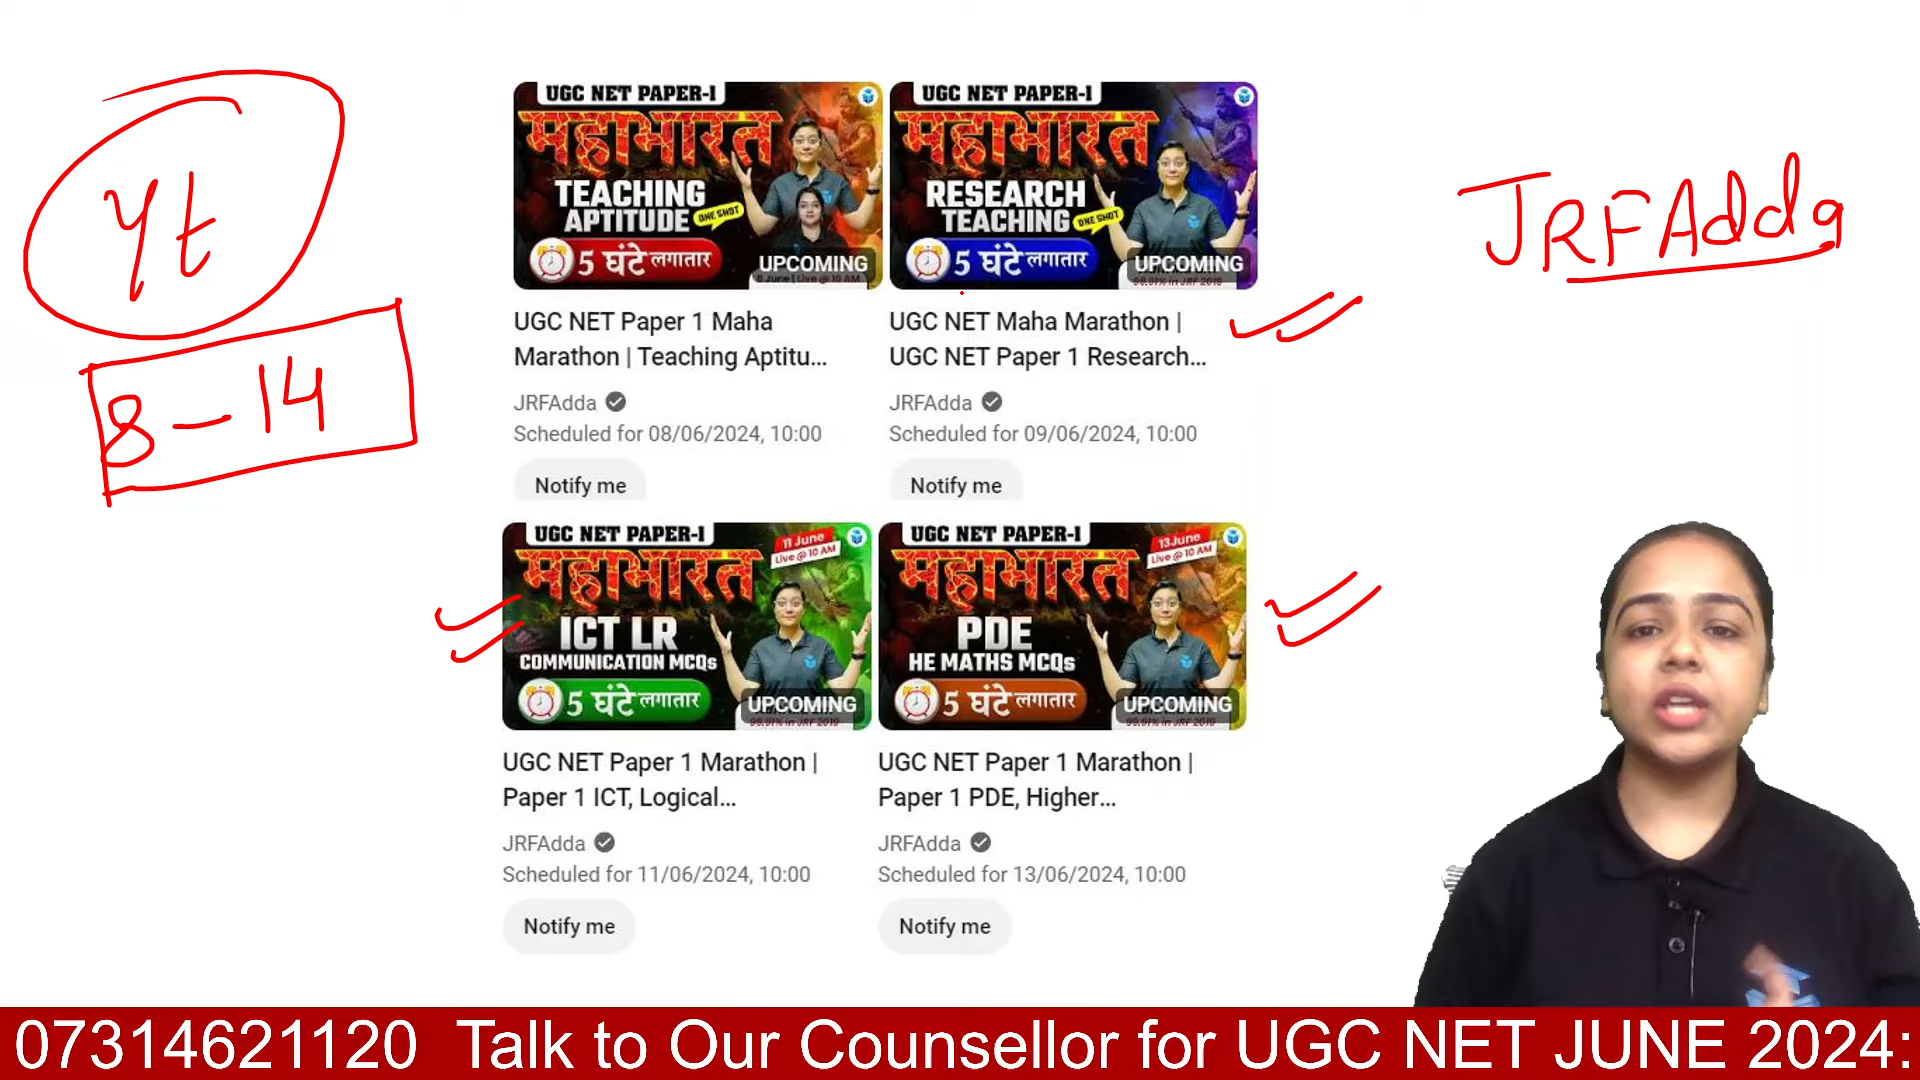 yt
8-14
JRFAdda
UGC NET PAPER-I
महाभारत
TEACHING
APTITUDE
ONE SHOT
5 घंटे लगातार
UPCOMING
UGC NET Paper 1 Maha
Marathon | Teaching Aptitu...
JRFAdda
Scheduled for 08/06/2024, 10:00
Notify me
UGC NET PAPER-I
महाभारत
RESEARCH
TEACHING
ONE SHOT
5 घंटे लगातार
UPCOMING
UGC NET Maha Marathon |
UGC NET Paper 1 Research...
JRFAdda
Scheduled for 09/06/2024, 10:00
Notify me
UGC NET PAPER-I
11 June
Live @ 10 AM
महाभारत
ICT LR
COMMUNICATION MCQs
5 घंटे लगातार
UPCOMING
UGC NET Paper 1 Marathon |
Paper 1 ICT, Logical...
JRFAdda
Scheduled for 11/06/2024, 10:00
Notify me
UGC NET PAPER-I
13 June
Live @ 10 AM
महाभारत
PDE
HE MATHS MCQs
5 घंटे लगातार
UPCOMING
UGC NET Paper 1 Marathon |
Paper 1 PDE, Higher...
JRFAdda
Scheduled for 13/06/2024, 10:00
Notify me
07314621120 Talk to Our Counsellor for UGC NET JUNE 2024: